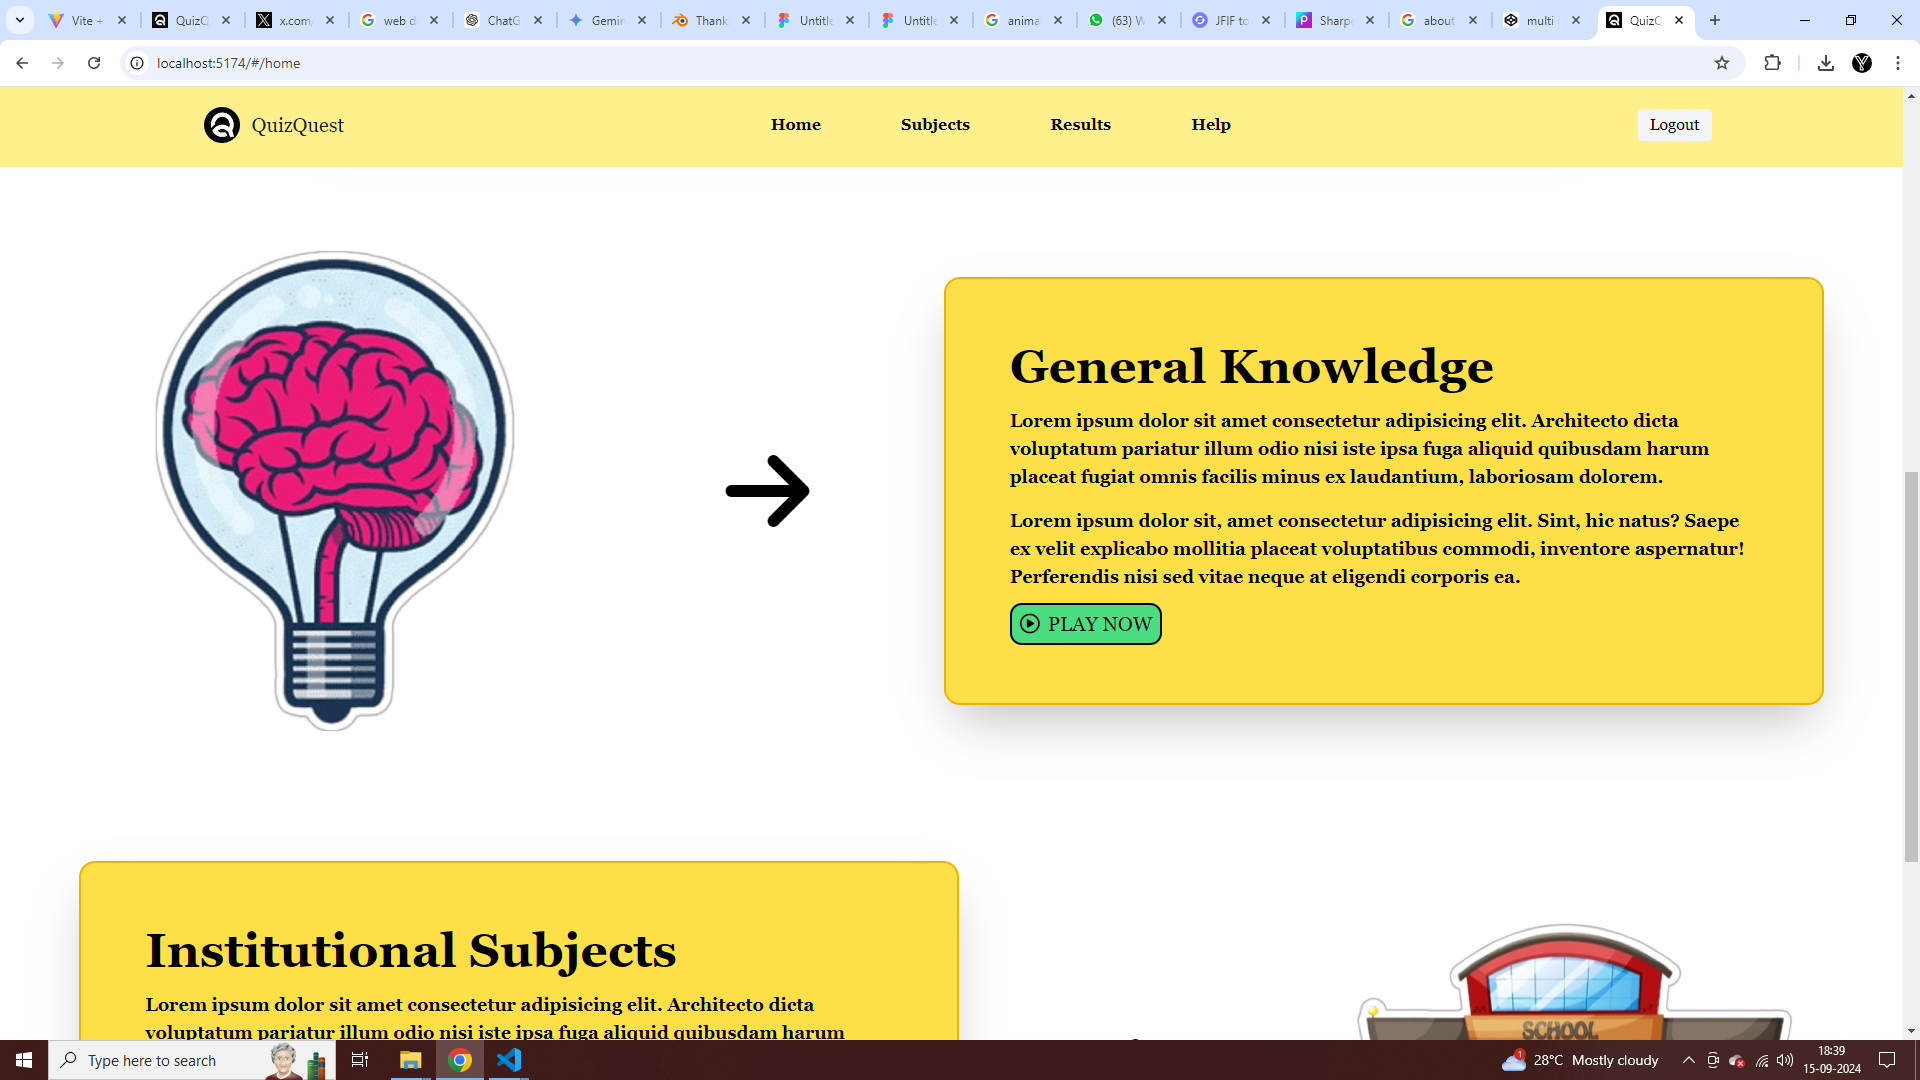 Vite +
QuizQ
x.com
web d
ChatG
Gemin
Thank
Untitle
Untitle
anima
(63) W
JFIF to
Sharpe
about
multi i
QuizQ
localhost:5174/#/home
QuizQuest
Home
Subjects
Results
Help
Logout
General Knowledge
Lorem ipsum dolor sit amet consectetur adipisicing elit. Architecto dicta
voluptatum pariatur illum odio nisi iste ipsa fuga aliquid quibusdam harum
placeat fugiat omnis facilis minus ex laudantium, laboriosam dolorem.
Lorem ipsum dolor sit, amet consectetur adipisicing elit. Sint, hic natus? Saepe
ex velit explicabo mollitia placeat voluptatibus commodi, inventore aspernatur!
Perferendis nisi sed vitae neque at eligendi corporis ea.
PLAY NOW
Institutional Subjects
Lorem ipsum dolor sit amet consectetur adipisicing elit. Architecto dicta
voluptatum pariatur illum odio nisi iste ipsa fuga aliquid quibusdam harum
SCHOOL
Type here to search
1
28°C Mostly cloudy
18:39
15-09-2024